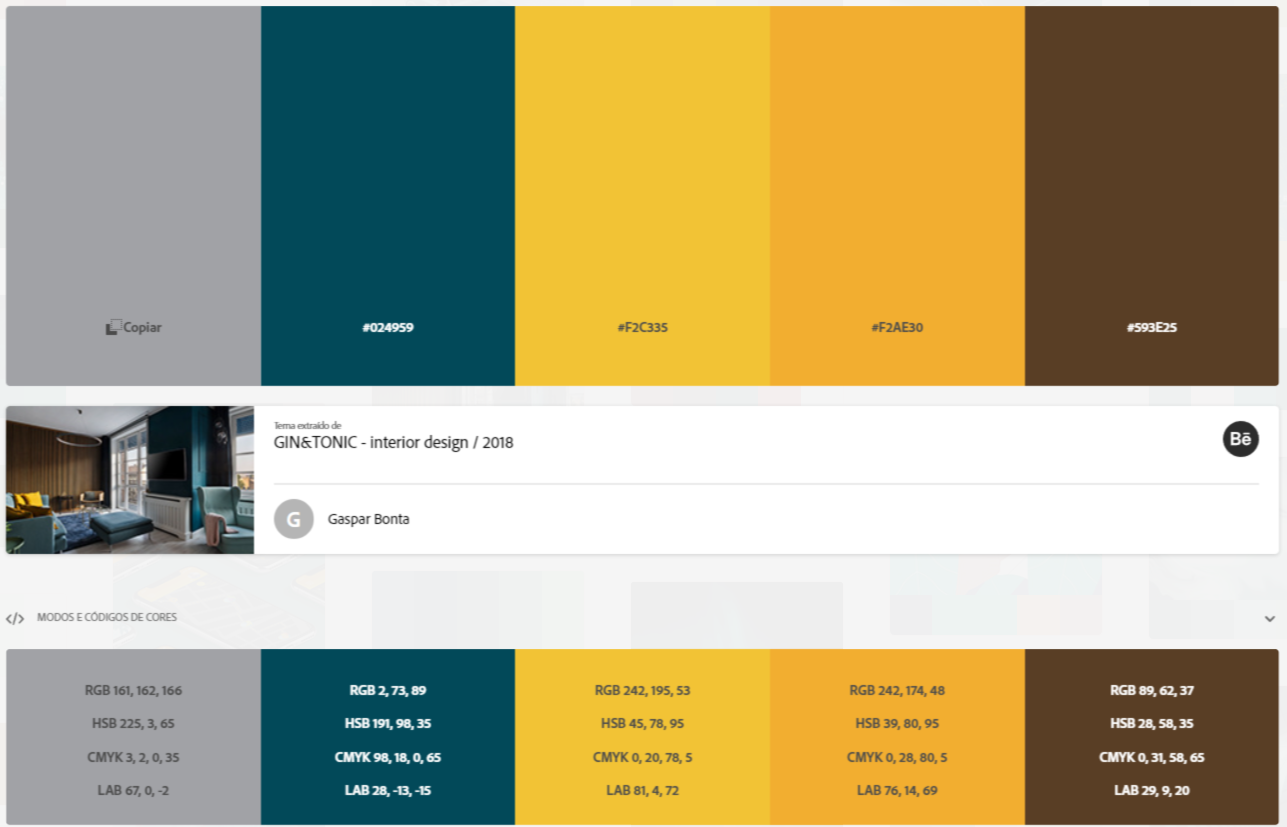 Copiar
#024959
#F2C335
#F2AE30
#593E25
Tema extraído de
GIN&TONIC - interior design / 2018
Bē
G
Gaspar Bonta
</> MODOS E CÓDIGOS DE CORES
RGB 161, 162, 166
HSB 225, 3, 65
CMYK 3, 2, 0, 35
LAB 67, 0, -2
RGB 2, 73, 89
HSB 191, 98, 35
CMYK 98, 18, 0, 65
LAB 28, -13, -15
RGB 242, 195, 53
HSB 45, 78, 95
CMYK 0, 20, 78, 5
LAB 81, 4, 72
RGB 242, 174, 48
HSB 39, 80, 95
CMYK 0, 28, 80, 5
LAB 76, 14, 69
RGB 89, 62, 37
HSB 28, 58, 35
CMYK 0, 31, 58, 65
LAB 29, 9, 20